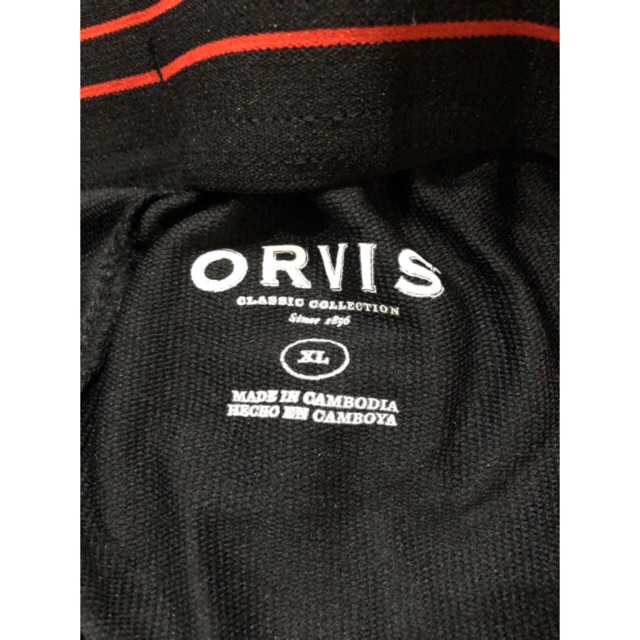 ORVIS
CLASSIC COLLECTION
Since 1856
XL
MADE IN CAMBODIA
HECHO EN CAMBOYA